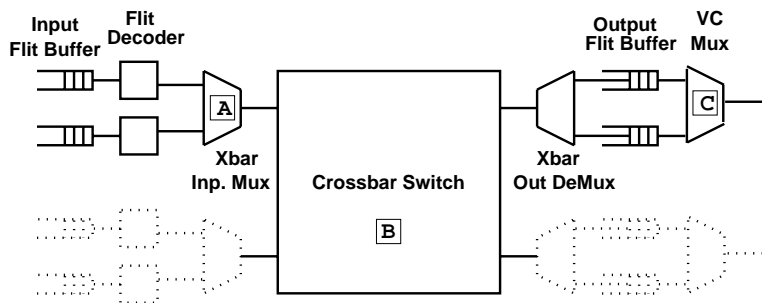 Input
Flit Buffer
Flit
Decoder
Output
Flit Buffer
VC
Mux
A
C
Xbar
Inp. Mux
Crossbar Switch
Xbar
Out DeMux
B